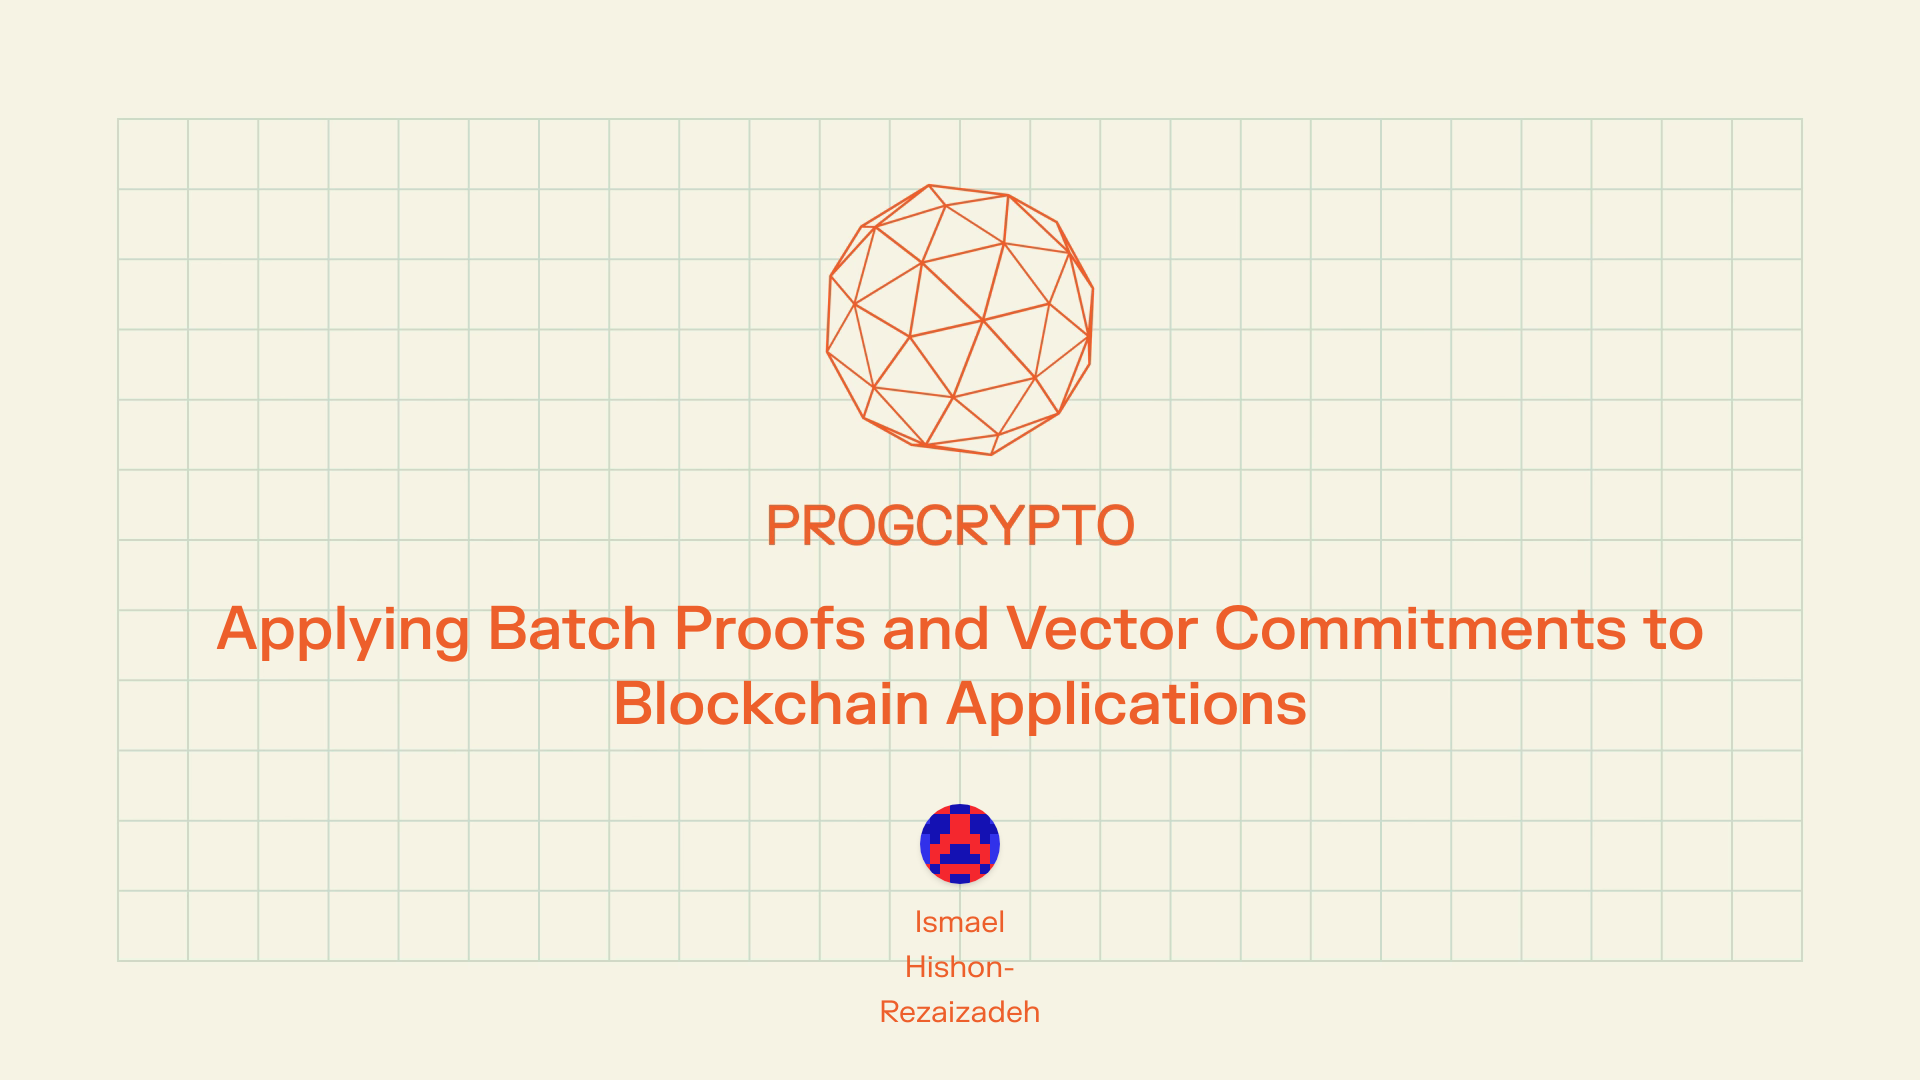 PROGCRYPTO
Applying Batch Proofs and Vector Commitments to
Blockchain Applications
Ismael
Hishon-
Rezaizadeh